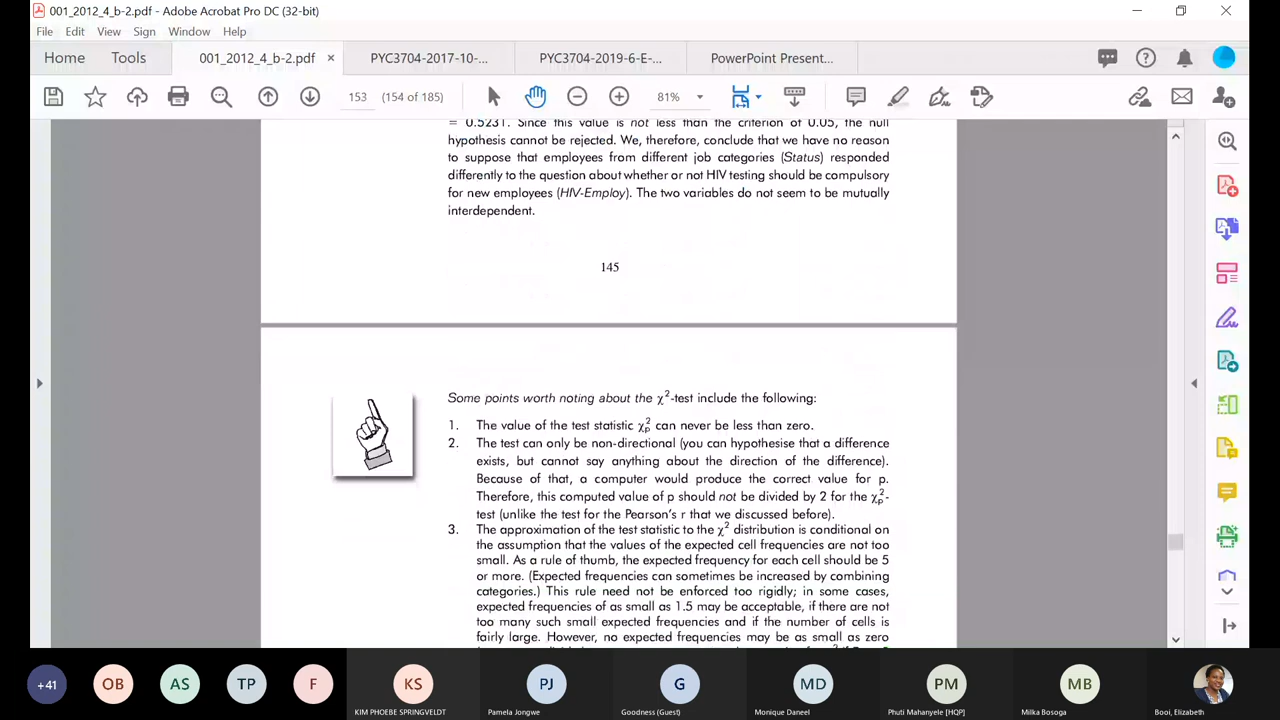 001_2012_4_b-2.pdf - Adobe Acrobat Pro DC (32-bit)
File Edit View Sign Window Help
Home Tools 001_2012_4_b-2.pdf × PYC3704-2017-10-... PYC3704-2019-6-E-... PowerPoint Present...
153 (154 of 185) 81%
= 0.5231. Since this value is not less than the criterion of 0.05, the null
hypothesis cannot be rejected. We, therefore, conclude that we have no reason
to suppose that employees from different job categories (Status) responded
differently to the question about whether or not HIV testing should be compulsory
for new employees (HIV-Employ). The two variables do not seem to be mutually
interdependent.
145
Some points worth noting about the χ²-test include the following:
1. The value of the test statistic χ²ₚ can never be less than zero.
2. The test can only be non-directional (you can hypothesise that a difference
exists, but cannot say anything about the direction of the difference).
Because of that, a computer would produce the correct value for p.
Therefore, this computed value of p should not be divided by 2 for the χ²ₚ-
test (unlike the test for the Pearson's r that we discussed before).
3. The approximation of the test statistic to the χ² distribution is conditional on
the assumption that the values of the expected cell frequencies are not too
small. As a rule of thumb, the expected frequency for each cell should be 5
or more. (Expected frequencies can sometimes be increased by combining
categories.) This rule need not be enforced too rigidly; in some cases,
expected frequencies of as small as 1.5 may be acceptable, if there are not
too many such small expected frequencies and if the number of cells is
fairly large. However, no expected frequencies may be as small as zero
+41 OB AS TP F KS PJ G MD PM MB
KIM PHOEBE SPRINGVELDT Pamela Jongwe Goodness (Guest) Monique Daneel Phuti Mahanyele [HQP] Milka Bosoga Booi, Elizabeth